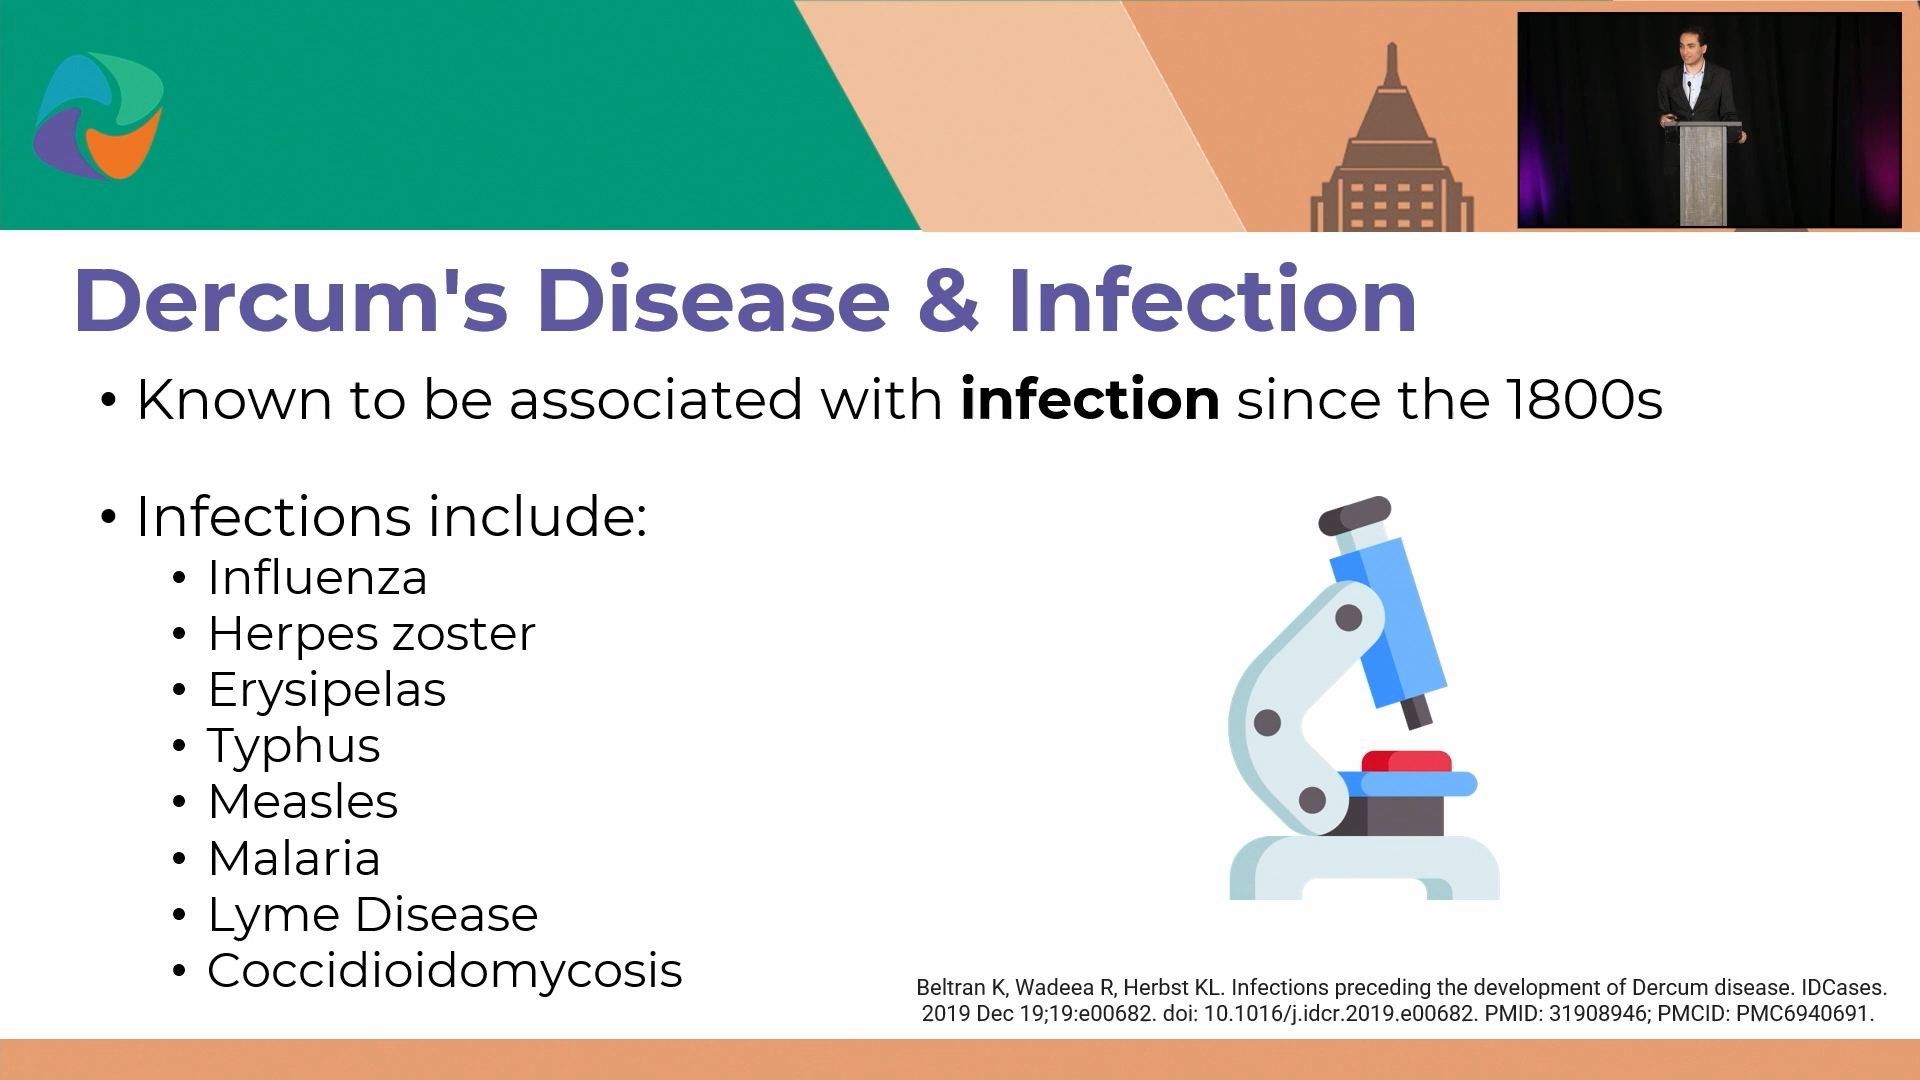 Dercum's Disease & Infection
• Known to be associated with infection since the 1800s
• Infections include:
• Influenza
• Herpes zoster
• Erysipelas
• Typhus
• Measles
• Malaria
• Lyme Disease
• Coccidioidomycosis
Beltran K, Wadeea R, Herbst KL. Infections preceding the development of Dercum disease. IDCases.
2019 Dec 19;19:e00682. doi: 10.1016/j.idcr.2019.e00682. PMID: 31908946; PMCID: PMC6940691.